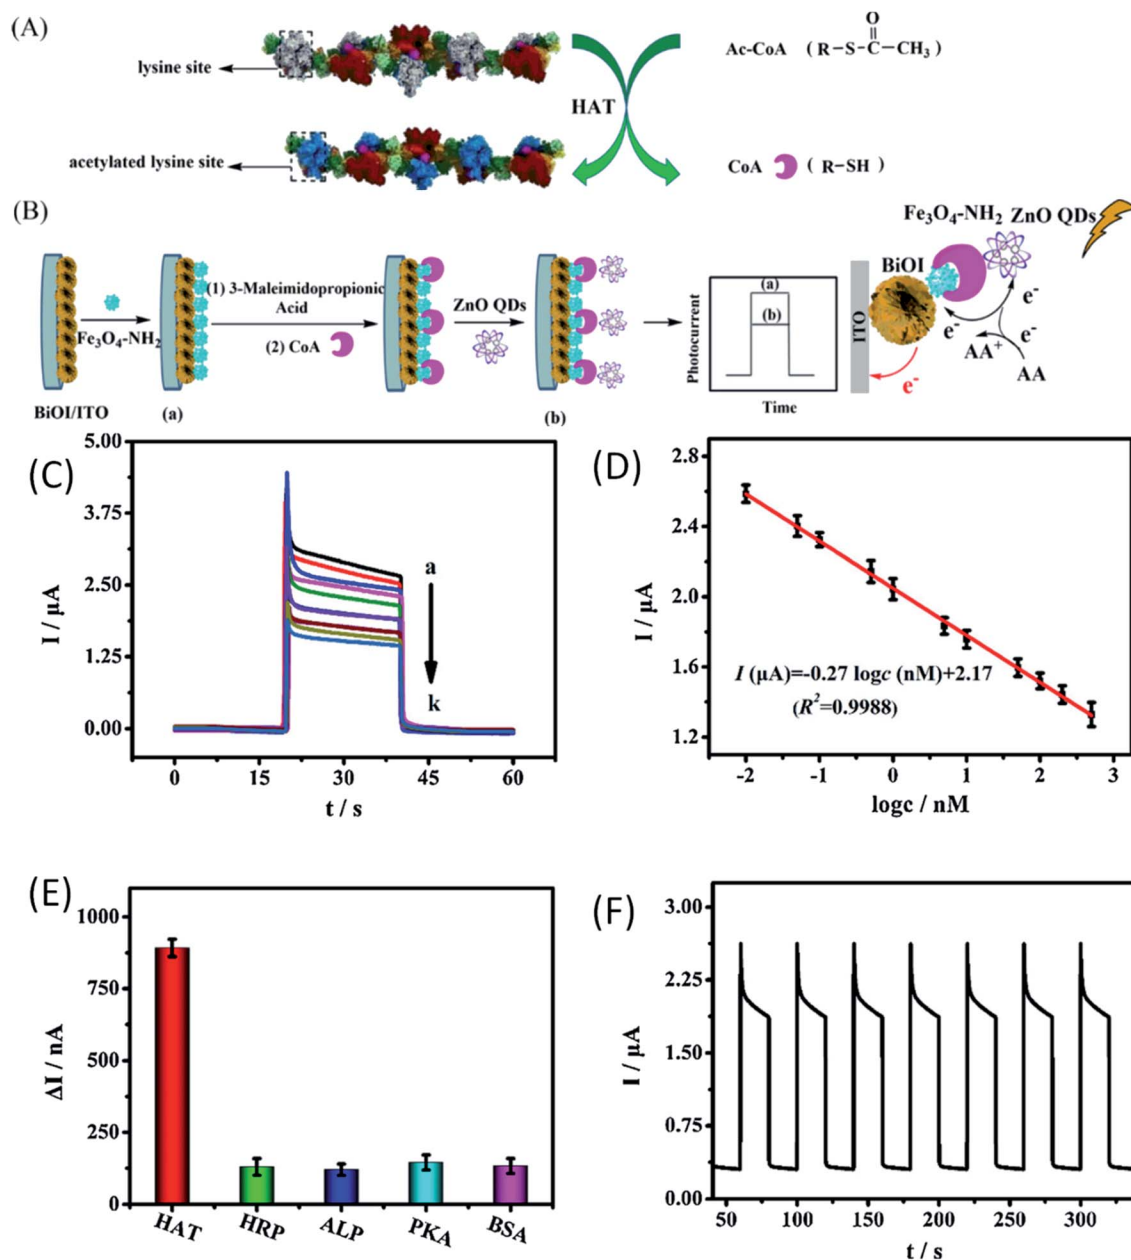 (A)
lysine site
acetylated lysine site
HAT
O
Ac-CoA ( R–S–C–CH3)
CoA ( R–SH)
(B)
Fe3O4-NH2
BiOI/ITO
(a)
(1) 3-Maleimidopropionic
Acid
(2) CoA
ZnO QDs
(b)
Photocurrent
(a)
(b)
Time
Fe3O4-NH2 ZnO QDs
BiOI
ITO
e-
e-
e-
AA+
AA
e-
(C)
5.00
3.75
2.50
1.25
0.00
I / μA
a
k
0 15 30 45 60
t / s
(D)
2.8
2.4
2.0
1.6
1.2
I / μA
I (μA)=-0.27 logc (nM)+2.17
(R2=0.9988)
-2 -1 0 1 2 3
logc / nM
(E)
1000
750
500
250
0
ΔI / nA
HAT HRP ALP PKA BSA
(F)
3.00
2.25
1.50
0.75
0.00
I / μA
50 100 150 200 250 300
t / s